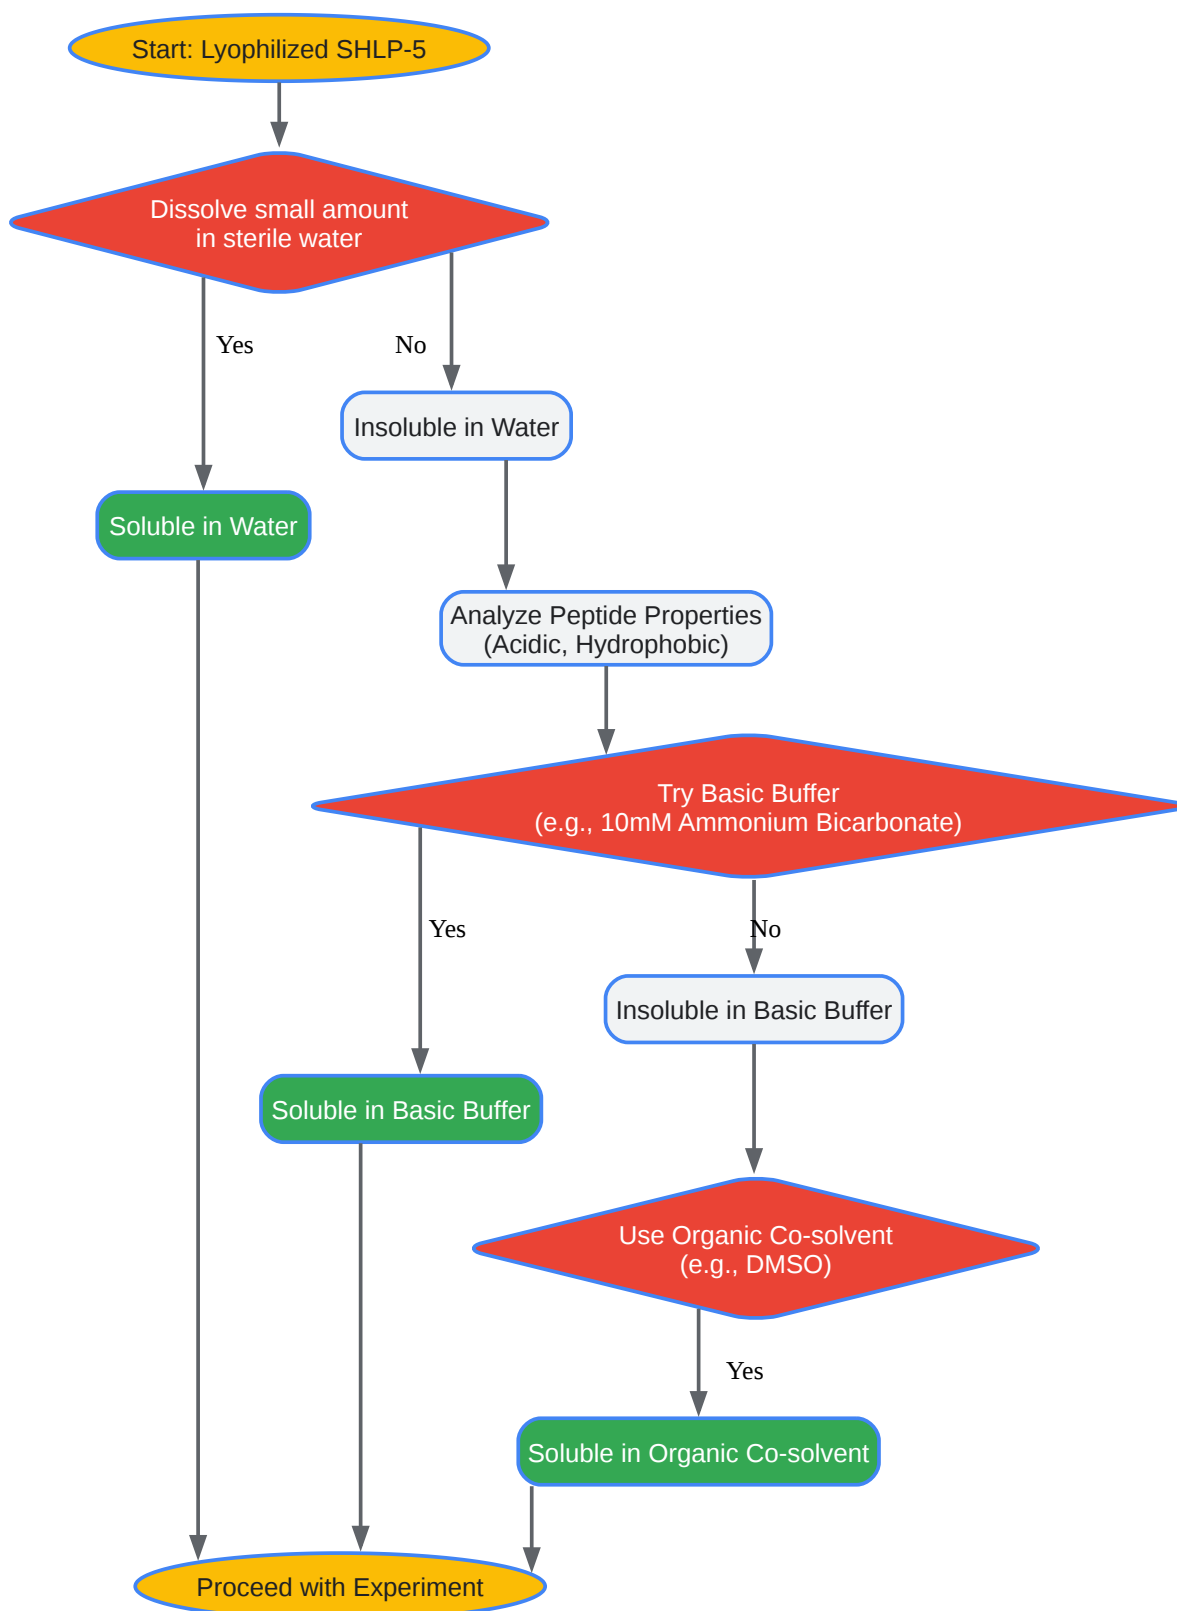 Start: Lyophilized SHLP-5
Dissolve small amount
in sterile water
Yes
No
Insoluble in Water
Soluble in Water
Analyze Peptide Properties
(Acidic, Hydrophobic)
Try Basic Buffer
(e.g., 10mM Ammonium Bicarbonate)
Yes
No
Insoluble in Basic Buffer
Soluble in Basic Buffer
Use Organic Co-solvent
(e.g., DMSO)
Yes
Soluble in Organic Co-solvent
Proceed with Experiment